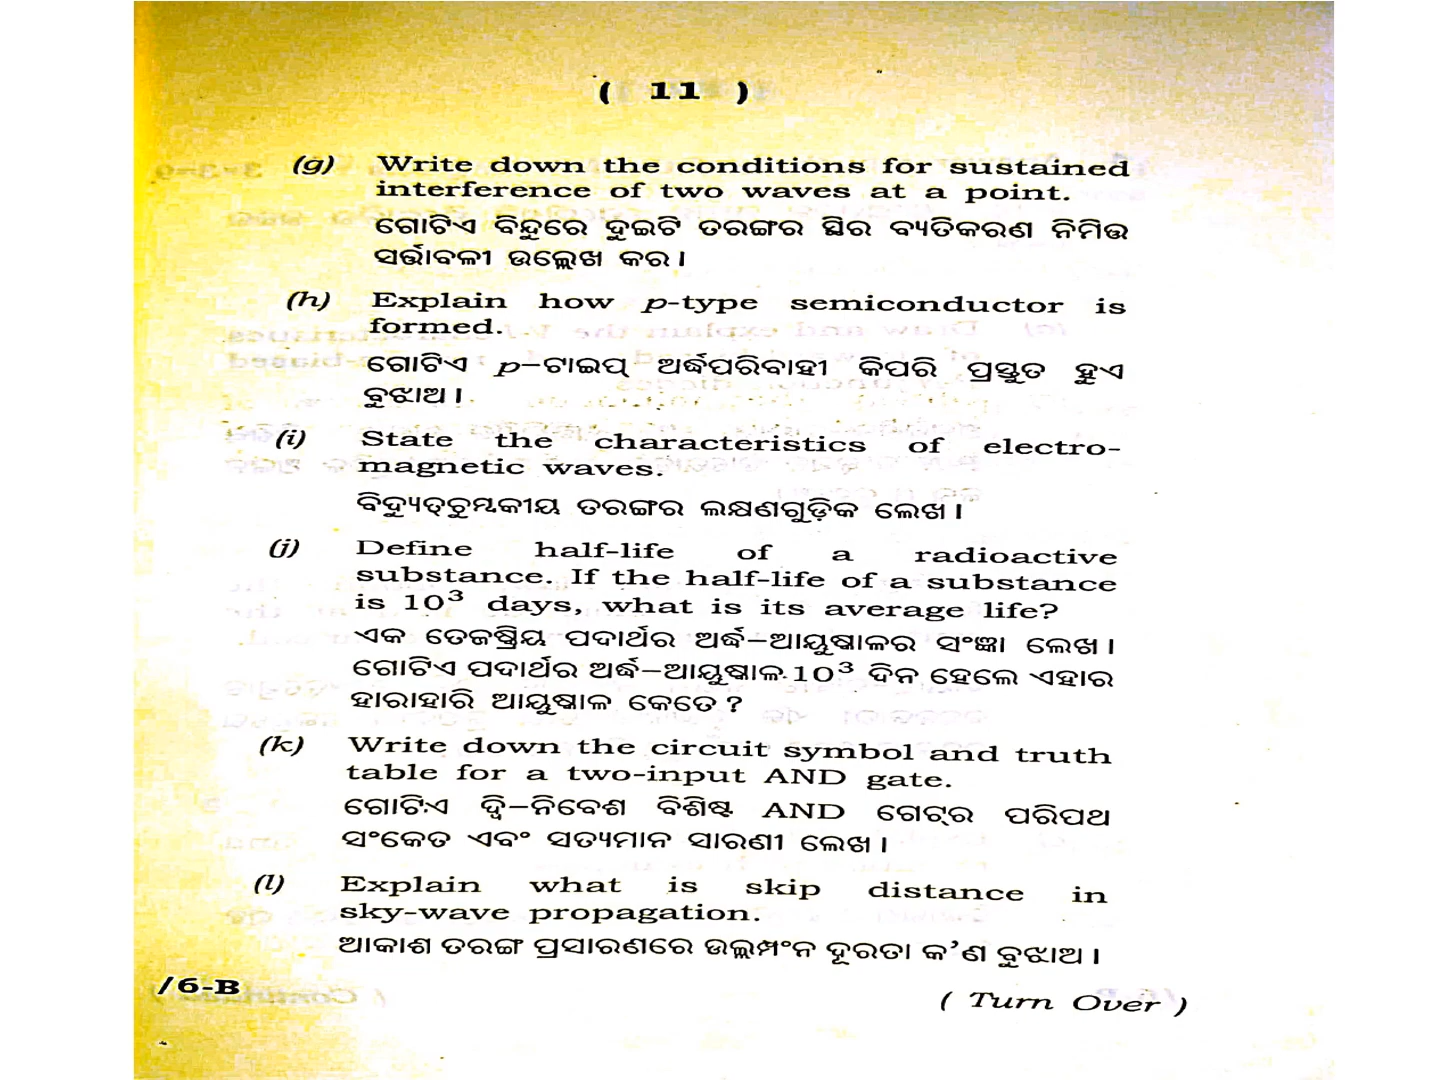 ( 11 )
(g) Write down the conditions for sustained
interference of two waves at a point.
ଗୋଟିଏ ବିନ୍ଦୁରେ ଦୁଇଟି ତରଙ୍ଗର ସ୍ଥିର ବ୍ୟତିକରଣ ନିମିତ୍ତ
ସର୍ତ୍ତାବଳୀ ଉଲ୍ଲେଖ କର ।
(h) Explain how p-type semiconductor is
formed.
ଗୋଟିଏ p–ଟାଇପ୍ ଅର୍ଦ୍ଧପରିବାହୀ କିପରି ପ୍ରସ୍ତୁତ ହୁଏ
ବୁଝାଅ ।
(i) State the characteristics of electro-
magnetic waves.
ବିଦ୍ୟୁତ୍‌ଚୁମ୍ବକୀୟ ତରଙ୍ଗର ଲକ୍ଷଣଗୁଡ଼ିକ ଲେଖ ।
(j) Define half-life of a radioactive
substance. If the half-life of a substance
is 10³ days, what is its average life?
ଏକ ତେଜସ୍କ୍ରିୟ ପଦାର୍ଥର ଅର୍ଦ୍ଧ–ଆୟୁଷ୍କାଳର ସଂଜ୍ଞା ଲେଖ ।
ଗୋଟିଏ ପଦାର୍ଥର ଅର୍ଦ୍ଧ–ଆୟୁଷ୍କାଳ 10³ ଦିନ ହେଲେ ଏହାର
ହାରାହାରି ଆୟୁଷ୍କାଳ କେତେ ?
(k) Write down the circuit symbol and truth
table for a two-input AND gate.
ଗୋଟିଏ ଦ୍ୱି–ନିବେଶ ବିଶିଷ୍ଟ AND ଗେଟ୍‌ର ପରିପଥ
ସଂକେତ ଏବଂ ସତ୍ୟମାନ ସାରଣୀ ଲେଖ ।
(l) Explain what is skip distance in
sky-wave propagation.
ଆକାଶ ତରଙ୍ଗ ପ୍ରସାରଣରେ ଉଲ୍ଲମ୍ଫଂନ ଦୂରତା କ'ଣ ବୁଝାଅ ।
/6-B
( Turn Over )